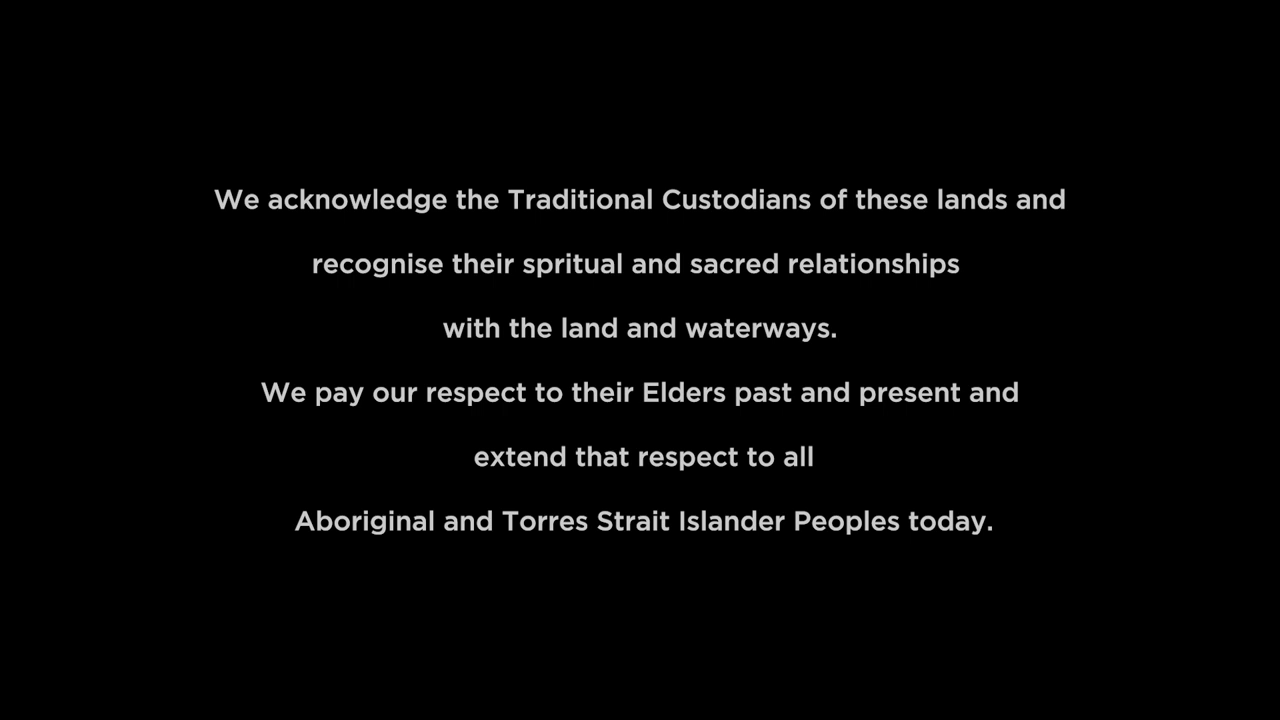 We acknowledge the Traditional Custodians of these lands and
recognise their spritual and sacred relationships
with the land and waterways.
We pay our respect to their Elders past and present and
extend that respect to all
Aboriginal and Torres Strait Islander Peoples today.